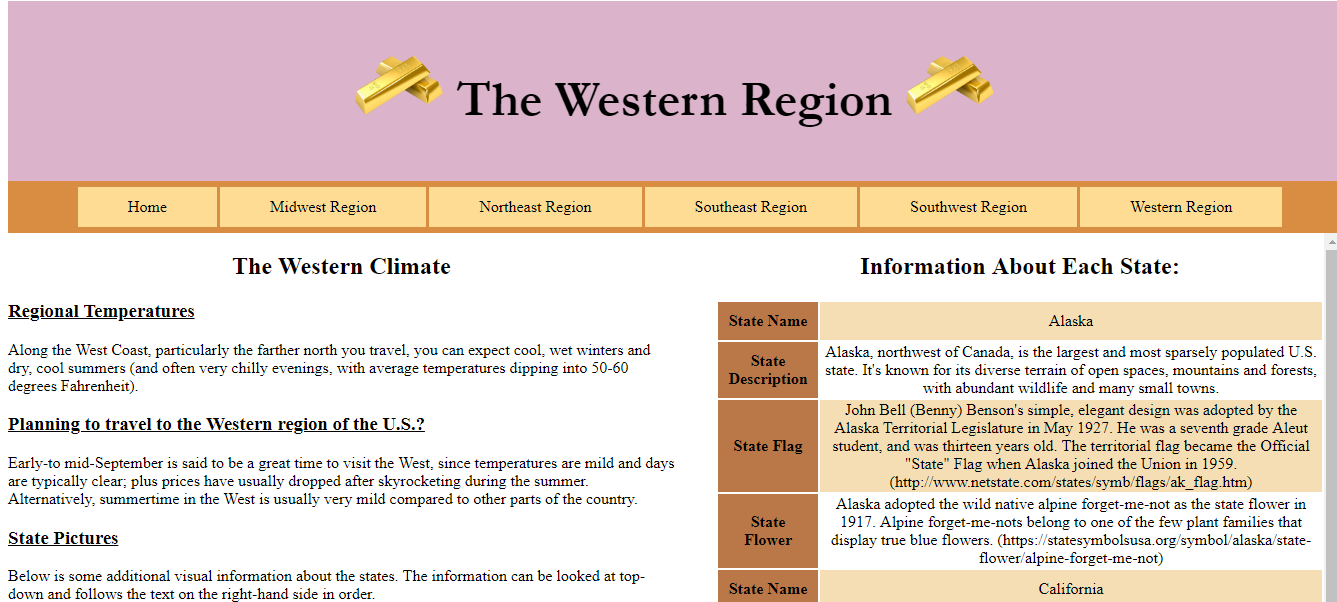 The Western Region
Home
Midwest Region
Northeast Region
Southeast Region
Southwest Region
Western Region
The Western Climate
Regional Temperatures
Along the West Coast, particularly the farther north you travel, you can expect cool, wet winters and
dry, cool summers (and often very chilly evenings, with average temperatures dipping into 50-60
degrees Fahrenheit).
Planning to travel to the Western region of the U.S.?
Early-to mid-September is said to be a great time to visit the West, since temperatures are mild and days
are typically clear; plus prices have usually dropped after skyrocketing during the summer.
Alternatively, summertime in the West is usually very mild compared to other parts of the country.
State Pictures
Below is some additional visual information about the states. The information can be looked at top-
down and follows the text on the right-hand side in order.
Information About Each State:
State Name
Alaska
State
Description
Alaska, northwest of Canada, is the largest and most sparsely populated U.S.
state. It's known for its diverse terrain of open spaces, mountains and forests,
with abundant wildlife and many small towns.
State Flag
John Bell (Benny) Benson's simple, elegant design was adopted by the
Alaska Territorial Legislature in May 1927. He was a seventh grade Aleut
student, and was thirteen years old. The territorial flag became the Official
"State" Flag when Alaska joined the Union in 1959.
(http://www.netstate.com/states/symb/flags/ak_flag.htm)
State
Flower
Alaska adopted the wild native alpine forget-me-not as the state flower in
1917. Alpine forget-me-nots belong to one of the few plant families that
display true blue flowers. (https://statesymbolsusa.org/symbol/alaska/state-
flower/alpine-forget-me-not)
State Name
California